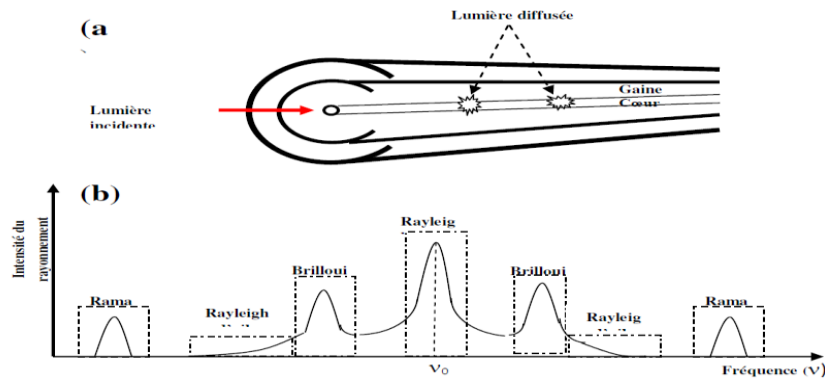 (a
Lumière diffusée
Gaine
Cœur
Lumière
incidente
(b)
Intensité du
rayonnement
Rayleig
Brilloui
Brilloui
Rama
Rayleigh
Rayleig
Rama
ν₀
Fréquence (ν)